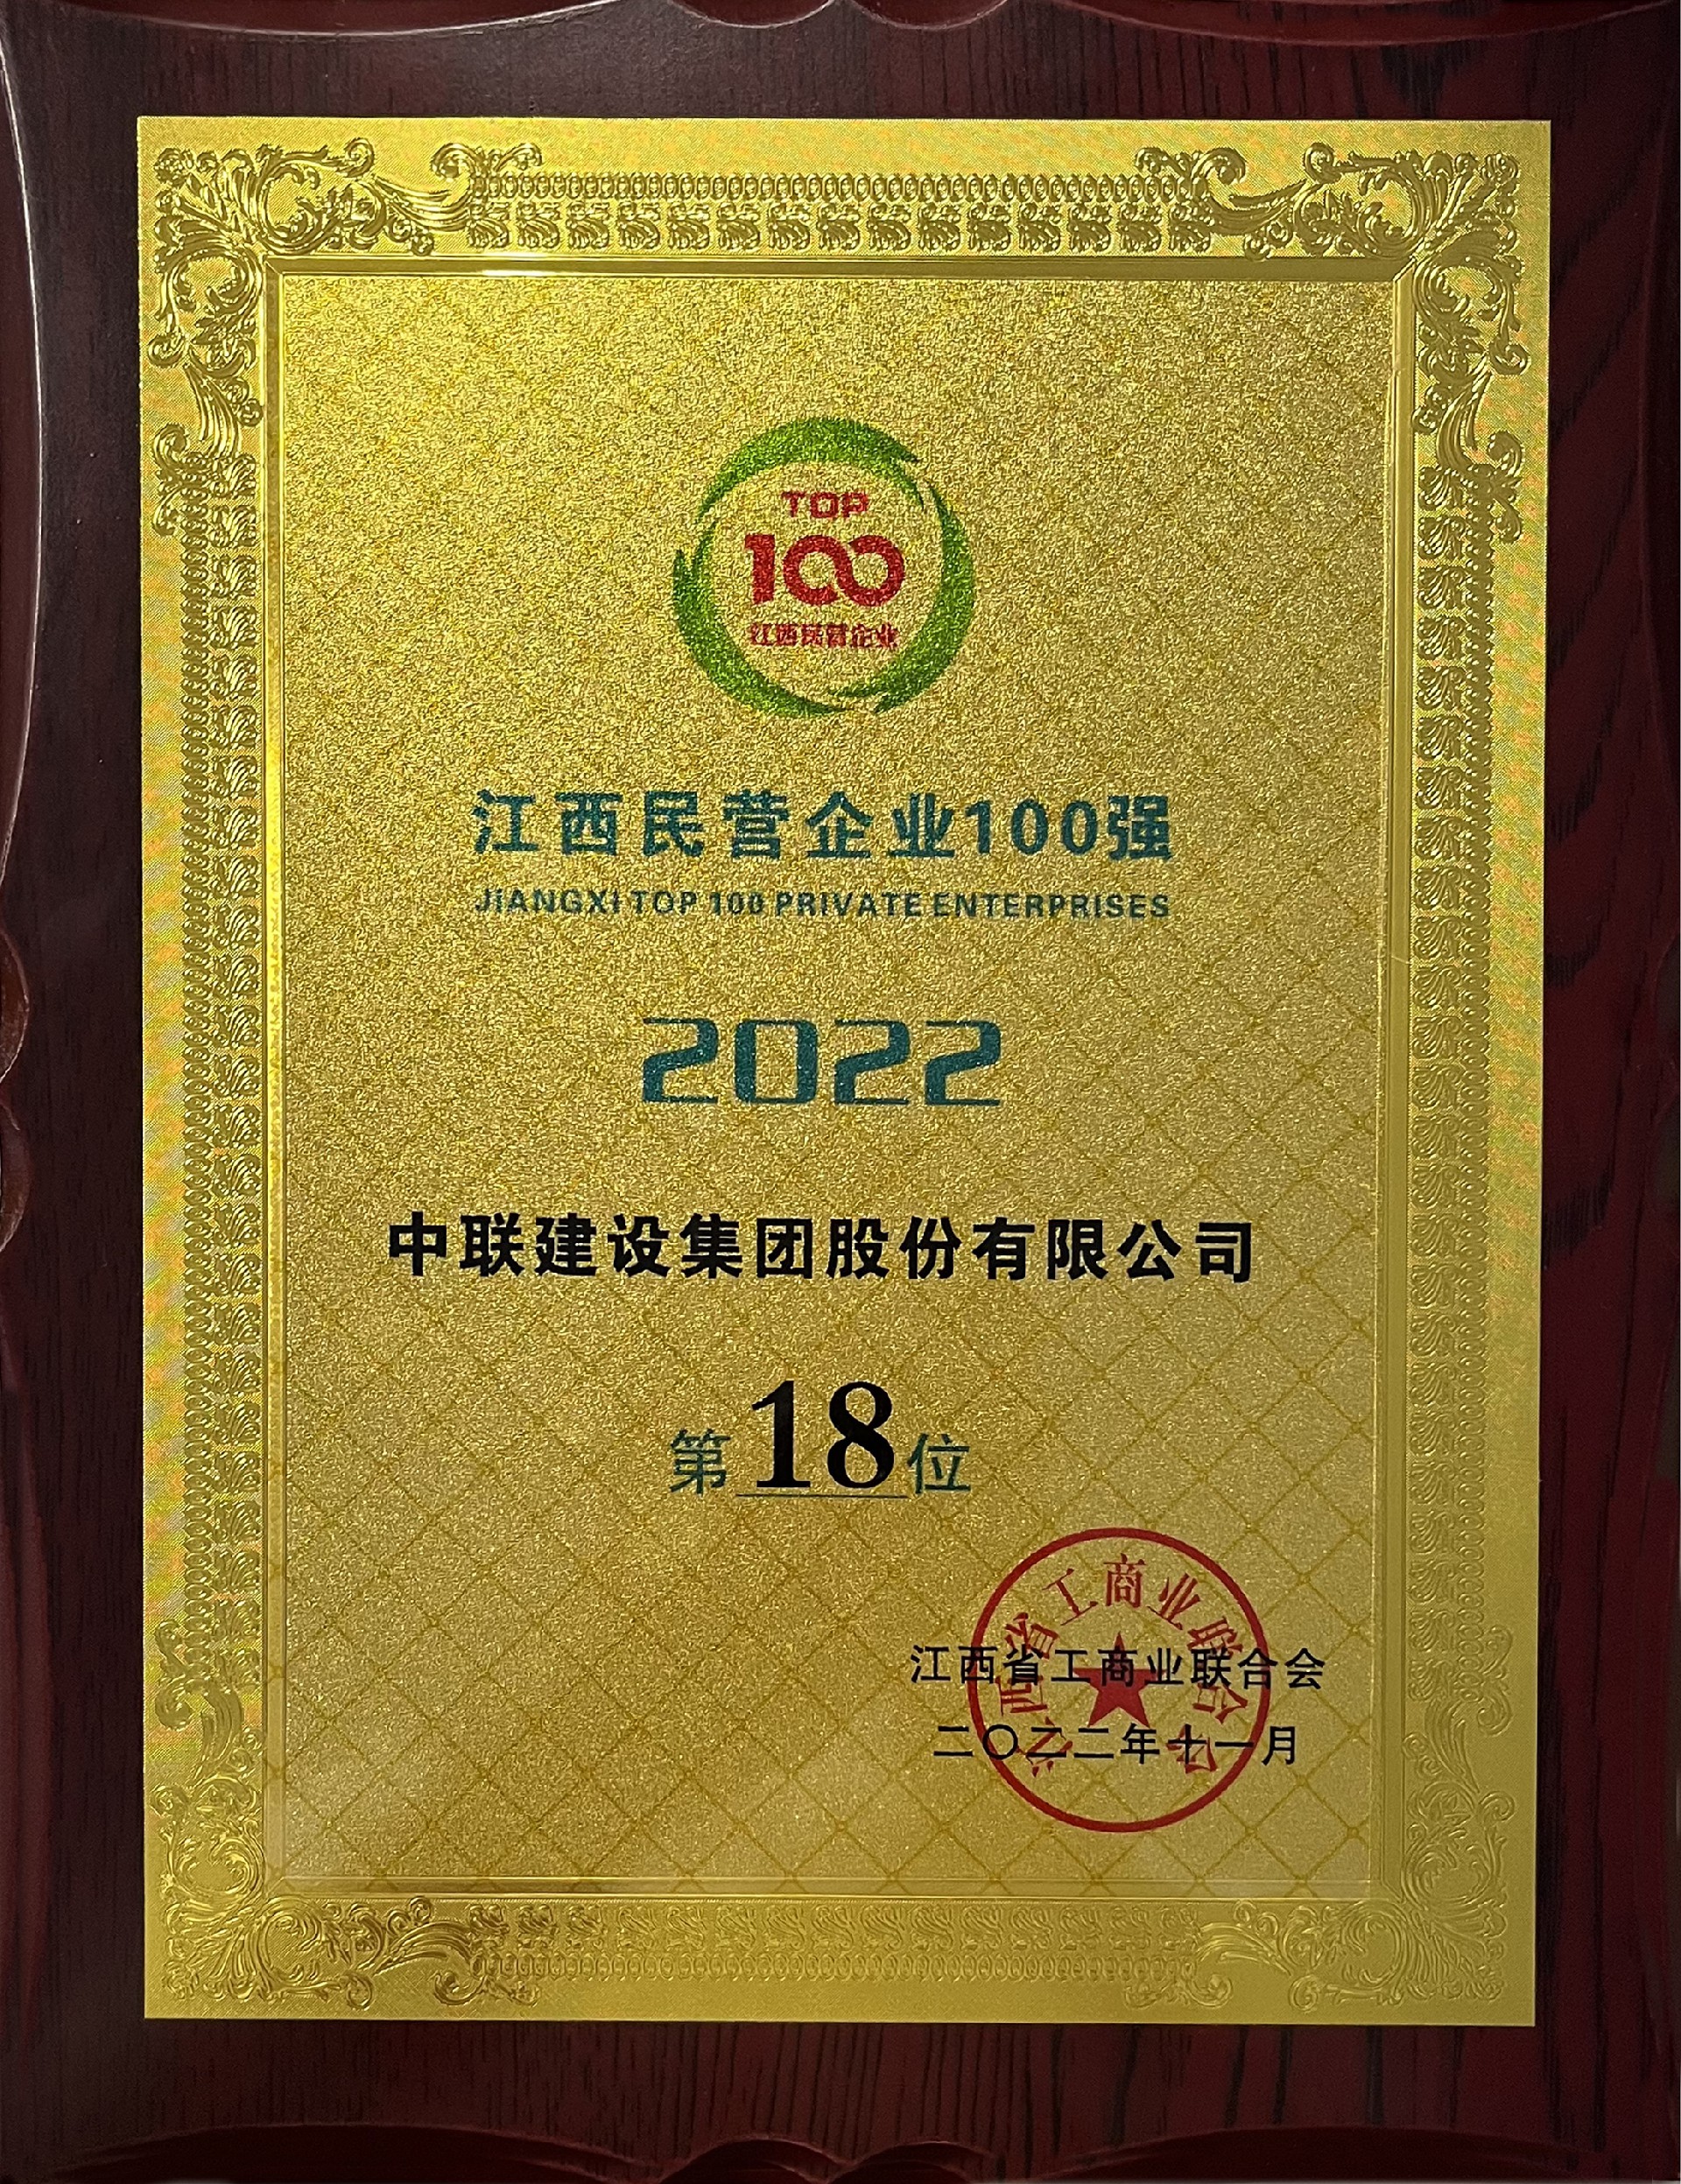 TOP
100
江西民营企业
江西民营企业100强
JIANGXI TOP 100 PRIVATE ENTERPRISES
2022
中联建设集团股份有限公司
第18位
江西省工商业联合会
江西省工商业联合会
二〇二二年十一月